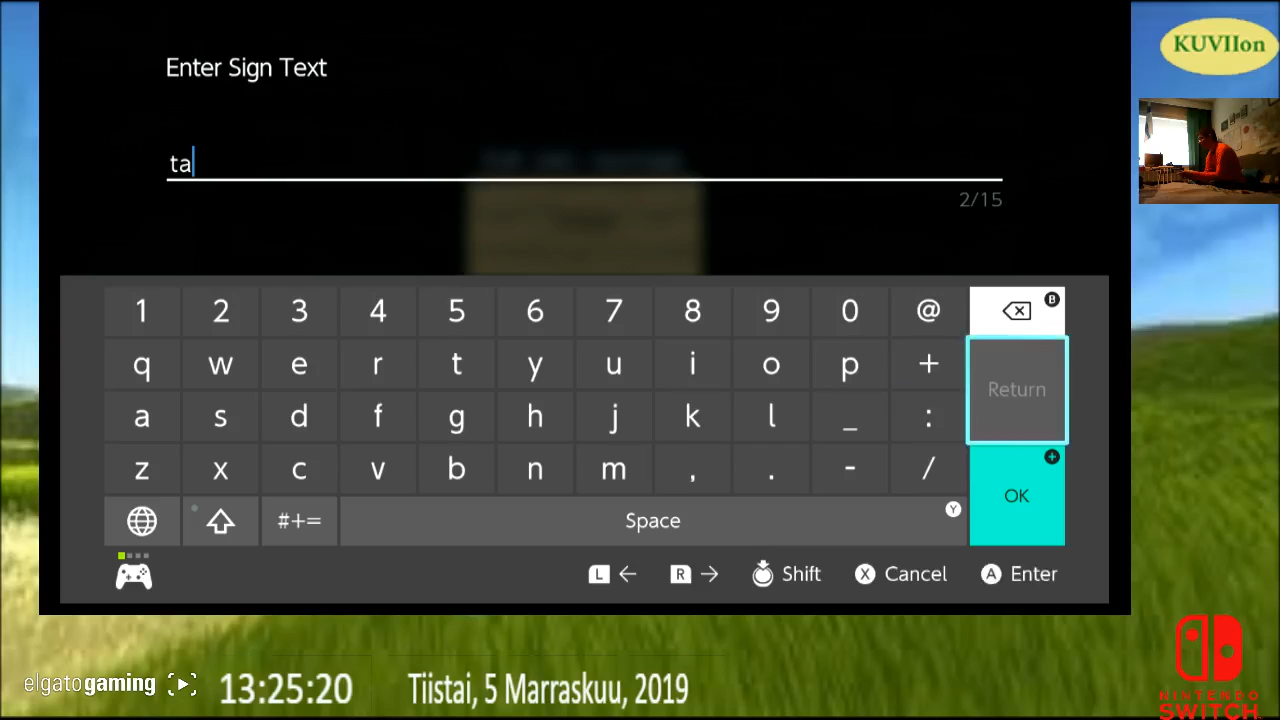 KUVIIon
Enter Sign Text
ta
2/15
1 2 3 4 5 6 7 8 9 0 @ B
q w e r t y u i o p + Return
a s d f g h j k l _ :
z x c v b n m , . - / + OK
#+= Space Y
L ← R → Shift X Cancel A Enter
elgatogaming
13:25:20
Tiistai, 5 Marraskuu, 2019
NINTENDO
SWITCH